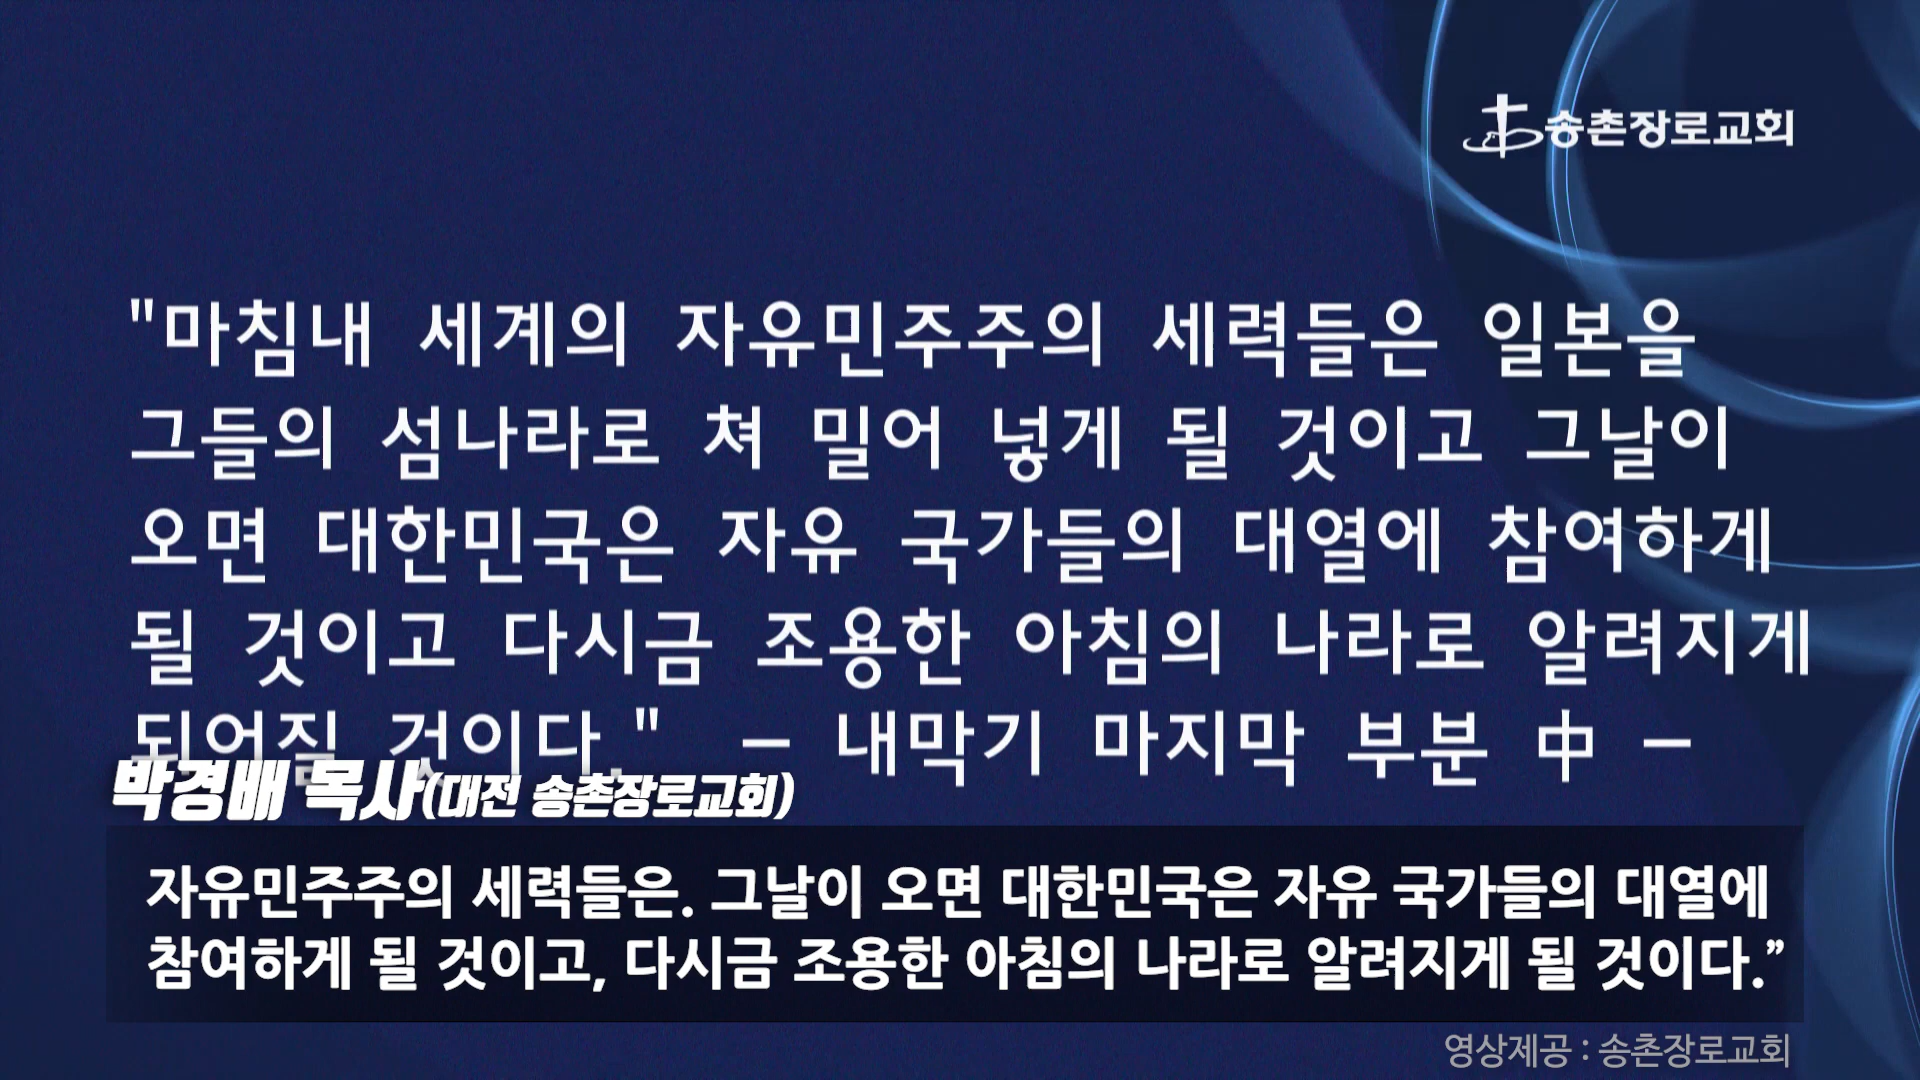 송촌장로교회
"마침내 세계의 자유민주주의 세력들은 일본을
그들의 섬나라로 쳐 밀어 넣게 될 것이고 그날이
오면 대한민국은 자유 국가들의 대열에 참여하게
될 것이고 다시금 조용한 아침의 나라로 알려지게
되어질 것이다." - 내막기 마지막 부분 中 -
박경배 목사(대전 송촌장로교회)
자유민주주의 세력들은. 그날이 오면 대한민국은 자유 국가들의 대열에
참여하게 될 것이고, 다시금 조용한 아침의 나라로 알려지게 될 것이다.”
영상제공 : 송촌장로교회